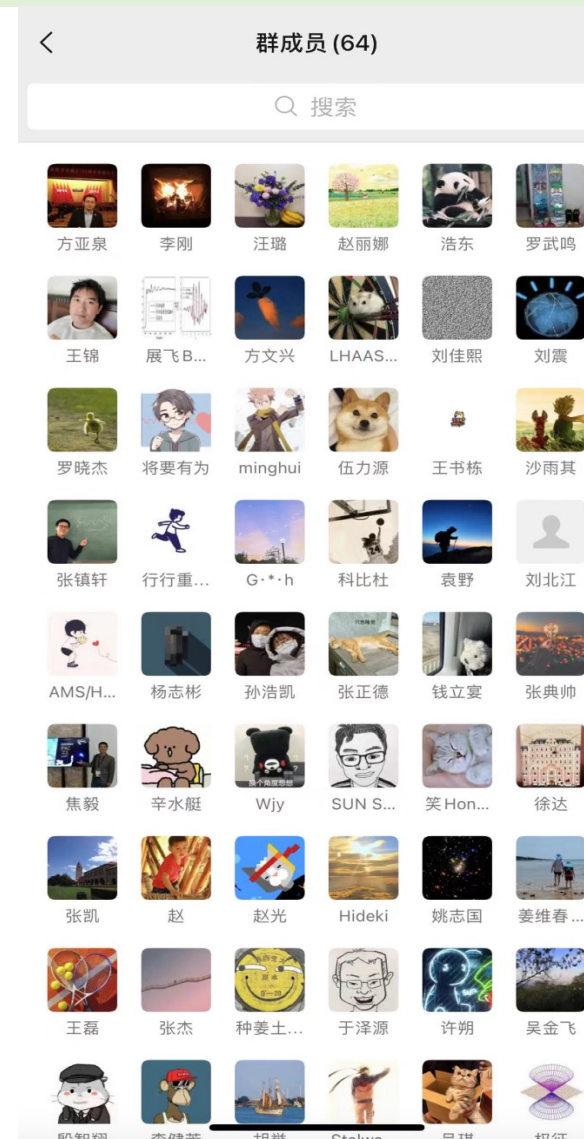 群成员(64)
搜索
方亚泉 李刚 汪璐 赵丽娜 浩东 罗武鸣
王锦 展飞B... 方文兴 LHAAS... 刘佳熙 刘震
罗晓杰 将要有为 minghui 伍力源 王书栋 沙雨其
张镇轩 行行重... G·*·h 科比杜 袁野 刘北江
AMS/H... 杨志彬 孙浩凯 张正德 钱立宴 张典帅
焦毅 辛水艇 Wjy SUN S... 笑Hon... 徐达
张凯 赵 赵光 Hideki 姚志国 姜维春...
王磊 张杰 种姜土... 于泽源 许朔 吴金飞